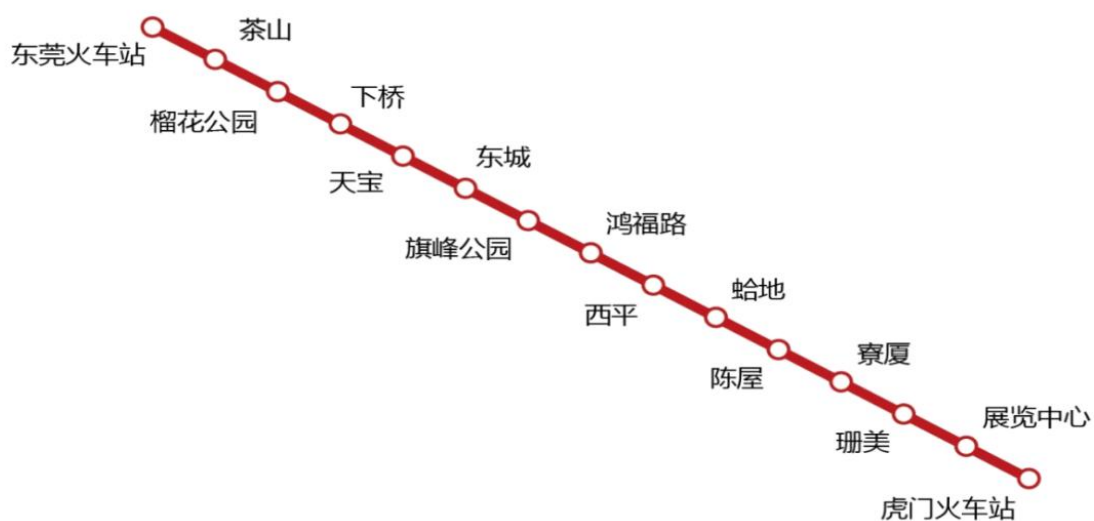 东莞火车站
茶山
榴花公园
下桥
天宝
东城
旗峰公园
鸿福路
西平
蛤地
陈屋
寮厦
珊美
展览中心
虎门火车站